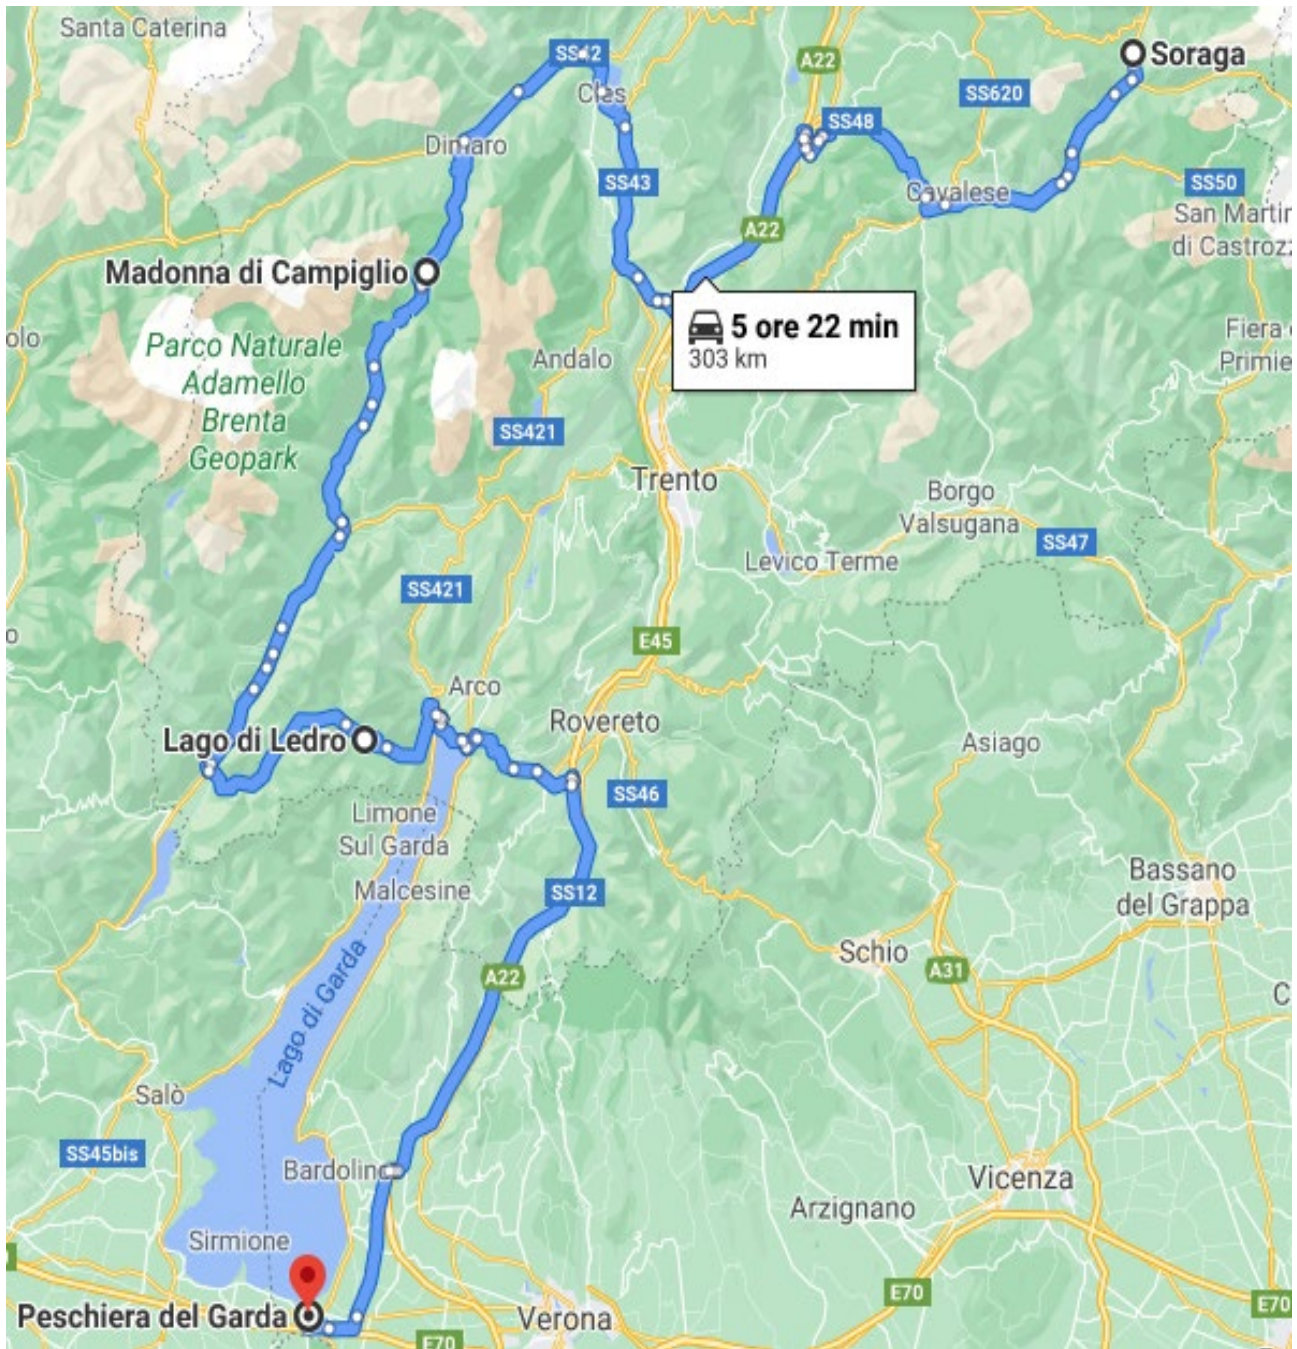 Santa Caterina
SS42
A22
Soraga
Cles
SS620
SS48
Dimaro
SS43
Cavalese
SS50
San Martin
di Castrozz
A22
Madonna di Campiglio
5 ore 22 min
303 km
olo
Parco Naturale
Adamello
Brenta
Geopark
Andalo
Fiera
Primie
SS421
Trento
Borgo
Valsugana
SS47
Levico Terme
SS421
o
E45
Arco
Rovereto
Lago di Ledro
Asiago
SS46
Limone
Sul Garda
Malcesine
SS12
Bassano
del Grappa
Schio
A31
A22
C
Lago di Garda
Salò
SS45bis
Bardolino
Vicenza
Arzignano
Sirmione
Peschiera del Garda
Verona
E70
E70
E70